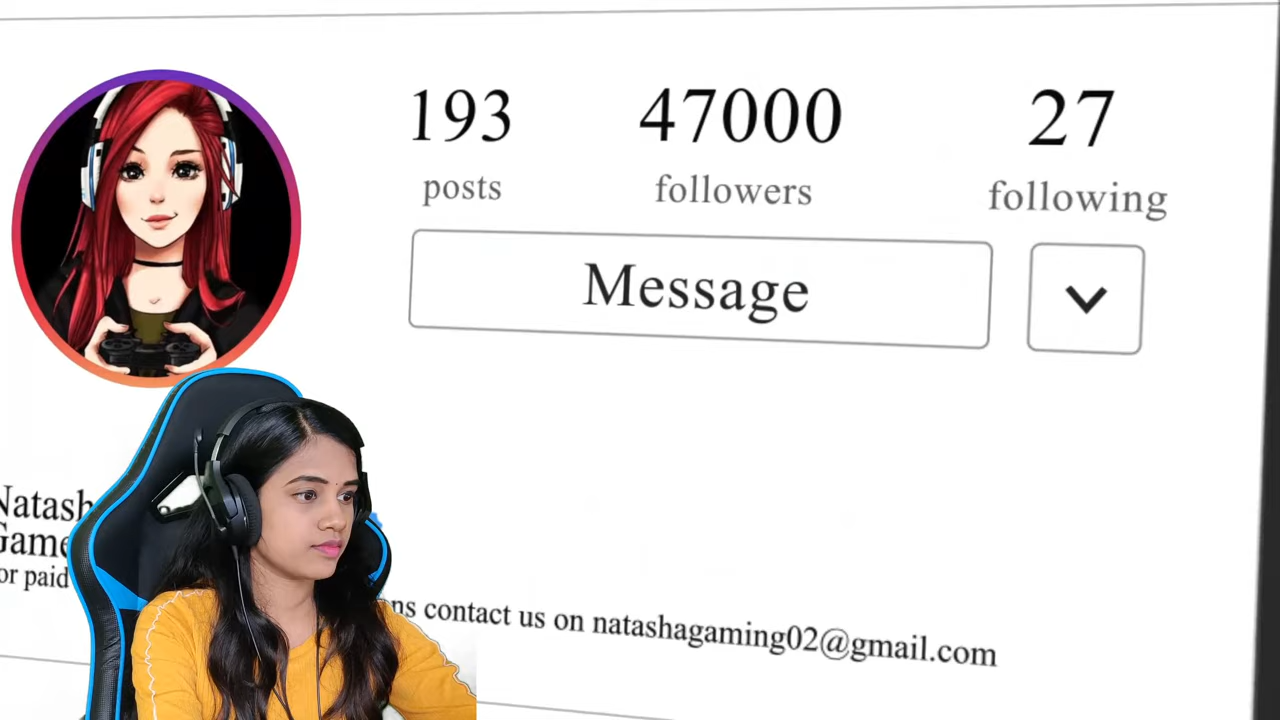 193 47000 27
posts followers following
Message
Natash
Game
or paid
ns contact us on natashagaming02@gmail.com